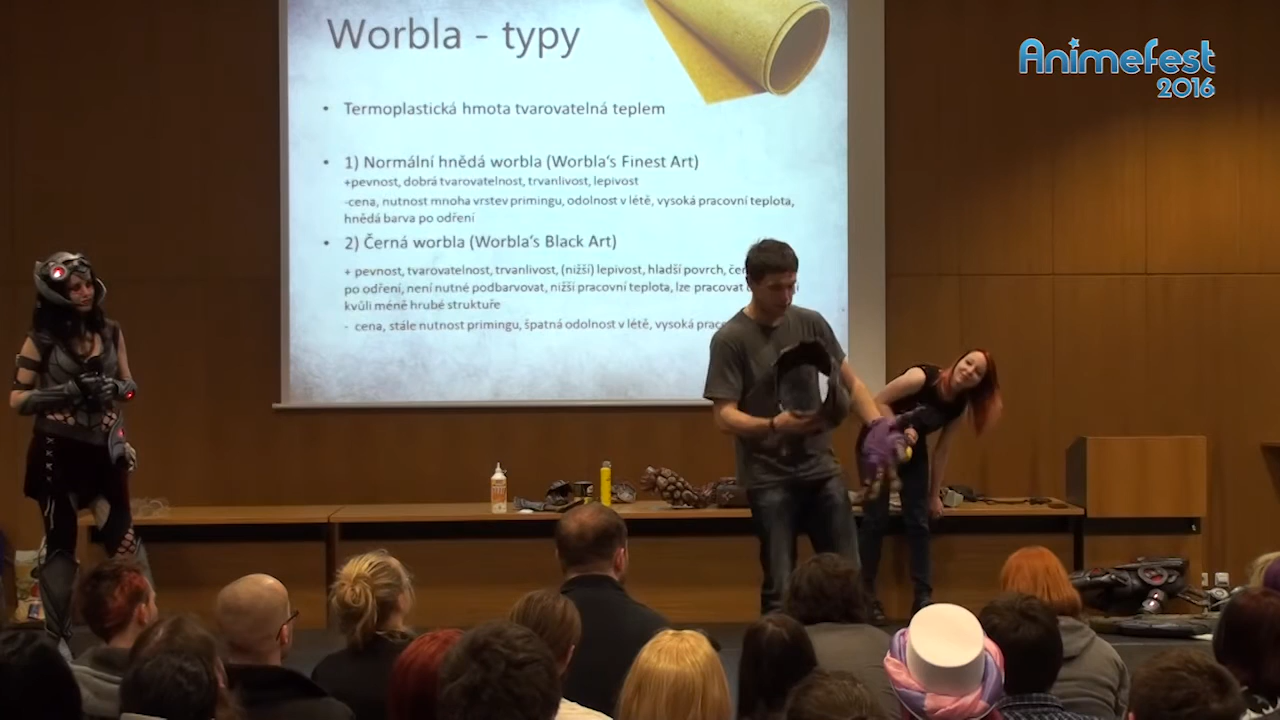 Worbla - typy
AnimeFest
2016
• Termoplastická hmota tvarovatelná teplem
• 1) Normální hnědá worbla (Worbla's Finest Art)
+pevnost, dobrá tvarovatelnost, trvanlivost, lepivost
-cena, nutnost mnoha vrstev primingu, odolnost v létě, vysoká pracovní teplota,
hnědá barva po odření
• 2) Černá worbla (Worbla's Black Art)
+ pevnost, tvarovatelnost, trvanlivost, (nižší) lepivost, hladší povrch,
po odření, není nutné podbarvovat, nižší pracovní teplota, lze pracovat
kvůli méně hrubé struktuře
- cena, stále nutnost primingu, špatná odolnost v létě, vysoká